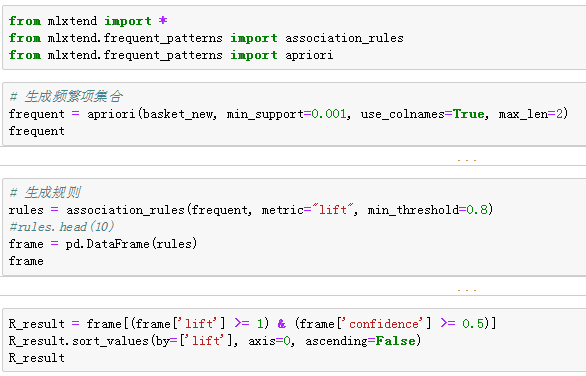 from mlxtend import *
from mlxtend.frequent_patterns import association_rules
from mlxtend.frequent_patterns import apriori
# 生成频繁项集合
frequent = apriori(basket_new, min_support=0.001, use_colnames=True, max_len=2)
frequent
...
# 生成规则
rules = association_rules(frequent, metric="lift", min_threshold=0.8)
#rules.head(10)
frame = pd.DataFrame(rules)
frame
...
R_result = frame[(frame['lift'] >= 1) & (frame['confidence'] >= 0.5)]
R_result.sort_values(by=['lift'], axis=0, ascending=False)
R_result